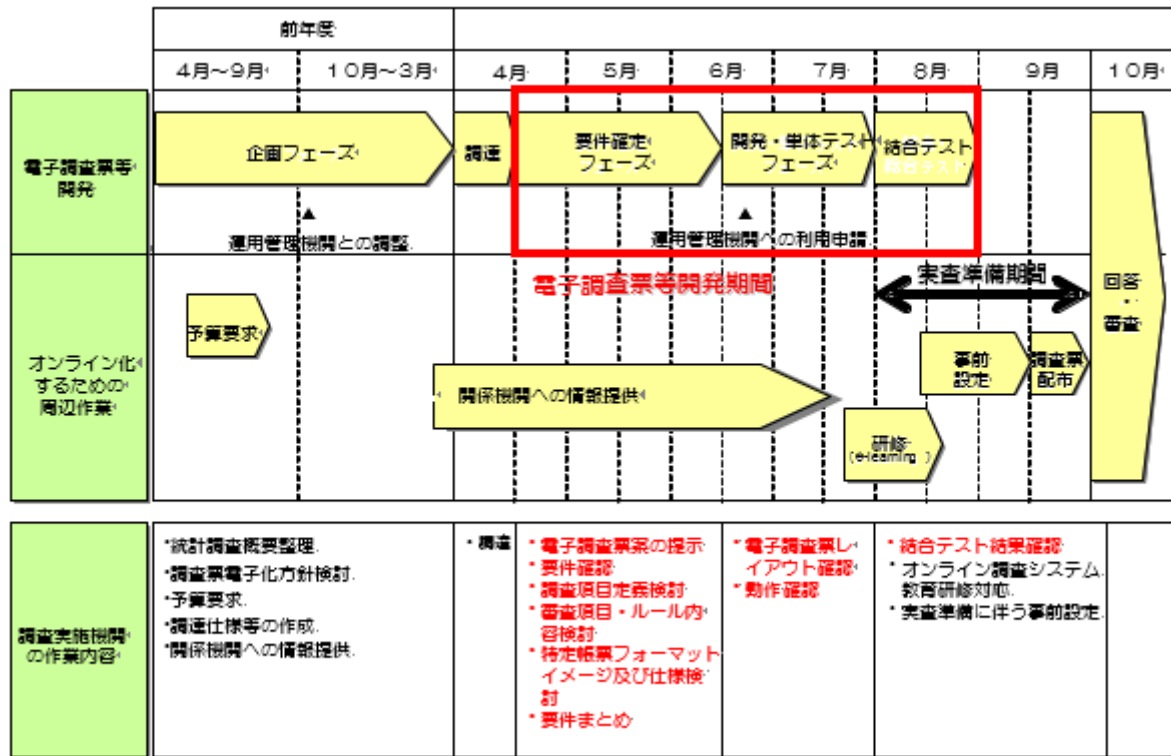 前年度
4月～9月
10月～3月
4月
5月
6月
7月
8月
9月
10月
電子調査票等
開発
企画フェーズ
調達
要件確定
フェーズ
開発・単体テスト
フェーズ
結合テスト
総合テスト
▲
運用管理機関との調整
▲
運用管理機関への利用申請
電子調査票等開発期間
実査準備期間
回答
・
審査
オンライン化
するための
周辺作業
予算要求
関係機関への情報提供
事前
設定
調査票
配布
研修
(e-learning )
調査実施機関
の作業内容
*統計調査概要整理.
*調査票電子化方針検討.
*予算要求.
*調達仕様等の作成.
*関係機関への情報提供.
* 調達
* 電子調査票案の提示
* 要件確認
* 調査項目定義検討
* 審査項目・ルール内
容検討
* 特定帳票フォーマット
イメージ及び仕様検
討
* 要件まとめ
* 電子調査票レ
イアウト確認
* 動作確認
* 結合テスト結果確認
* オンライン調査システム.
教育研修対応.
* 実査準備に伴う事前設定.